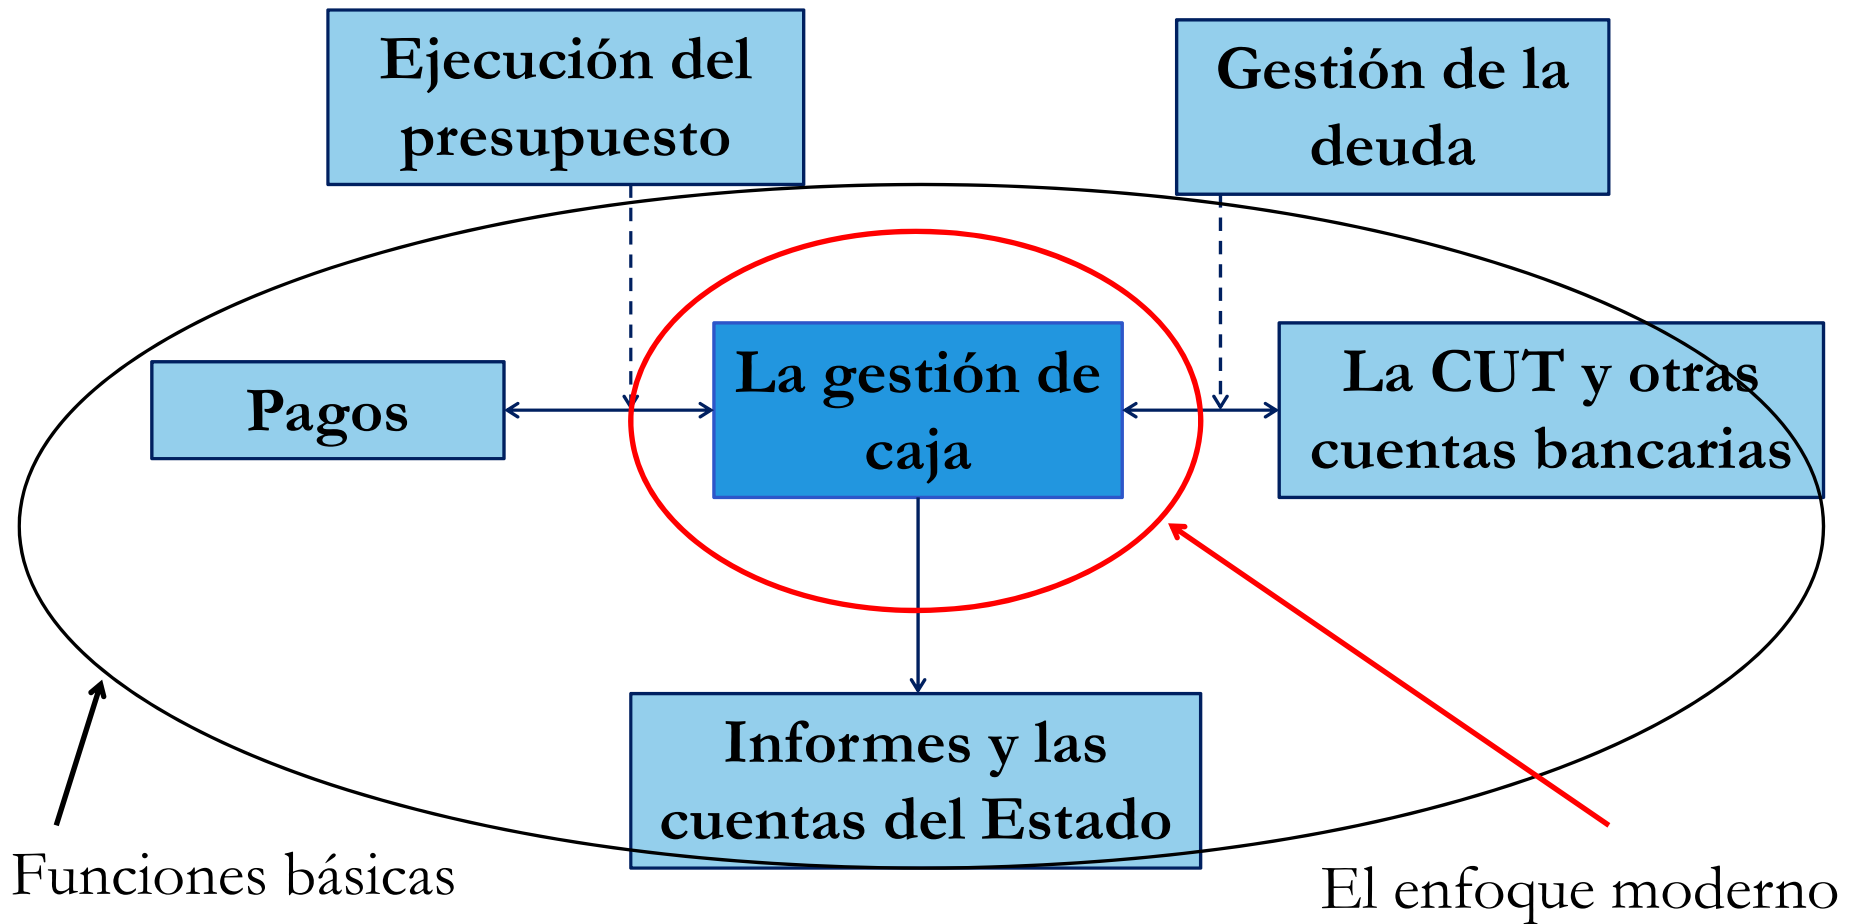 Ejecución del
presupuesto
Gestión de la
deuda
Pagos
La gestión de
caja
La CUT y otras
cuentas bancarias
Informes y las
cuentas del Estado
Funciones básicas
El enfoque moderno